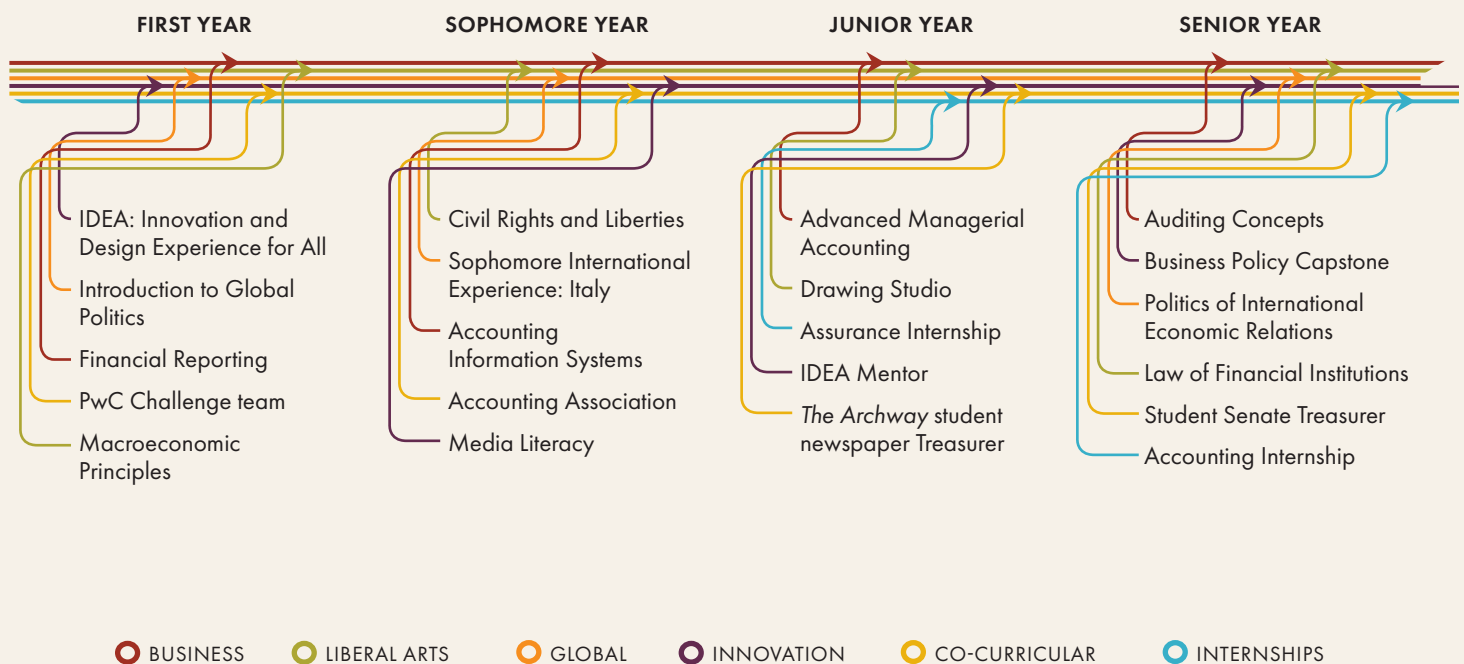 FIRST YEAR
SOPHOMORE YEAR
JUNIOR YEAR
SENIOR YEAR
IDEA: Innovation and
Design Experience for All
Introduction to Global
Politics
Financial Reporting
PwC Challenge team
Macroeconomic
Principles
Civil Rights and Liberties
Sophomore International
Experience: Italy
Accounting
Information Systems
Accounting Association
Media Literacy
Advanced Managerial
Accounting
Drawing Studio
Assurance Internship
IDEA Mentor
The Archway student
newspaper Treasurer
Auditing Concepts
Business Policy Capstone
Politics of International
Economic Relations
Law of Financial Institutions
Student Senate Treasurer
Accounting Internship
BUSINESS
LIBERAL ARTS
GLOBAL
INNOVATION
CO-CURRICULAR
INTERNSHIPS